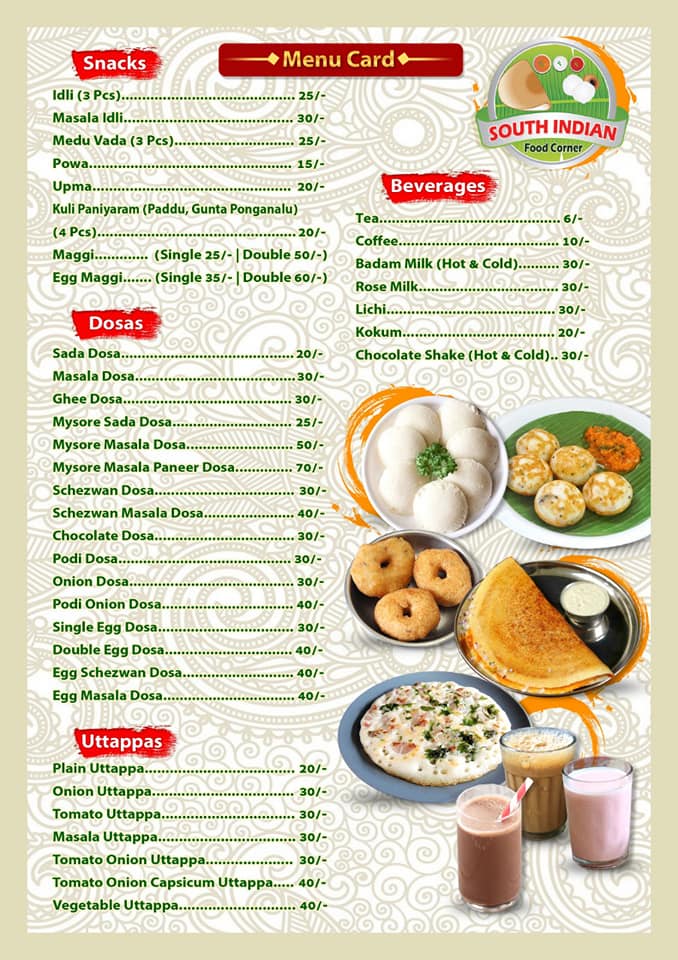 Menu Card
SOUTH INDIAN
Food Corner
Snacks
Idli (3 Pcs).......................................... 25/-
Masala Idli......................................... 30/-
Medu Vada (3 Pcs)............................. 25/-
Powa................................................. 15/-
Upma................................................ 20/-
Kuli Paniyaram (Paddu, Gunta Ponganalu)
(4 Pcs)................................................ 20/-
Maggi............. (Single 25/- | Double 50/-)
Egg Maggi....... (Single 35/- | Double 60/-)
Dosas
Sada Dosa.......................................... 20/-
Masala Dosa...................................... 30/-
Ghee Dosa......................................... 30/-
Mysore Sada Dosa............................. 25/-
Mysore Masala Dosa.......................... 50/-
Mysore Masala Paneer Dosa.............. 70/-
Schezwan Dosa.................................. 30/-
Schezwan Masala Dosa...................... 40/-
Chocolate Dosa................................. 30/-
Podi Dosa.......................................... 30/-
Onion Dosa........................................ 30/-
Podi Onion Dosa................................ 40/-
Single Egg Dosa................................. 30/-
Double Egg Dosa............................... 40/-
Egg Schezwan Dosa........................... 40/-
Egg Masala Dosa................................ 40/-
Uttappas
Plain Uttappa..................................... 20/-
Onion Uttappa................................... 30/-
Tomato Uttappa................................ 30/-
Masala Uttappa................................. 30/-
Tomato Onion Uttappa..................... 30/-
Tomato Onion Capsicum Uttappa..... 40/-
Vegetable Uttappa............................ 40/-
Beverages
Tea............................................ 6/-
Coffee....................................... 10/-
Badam Milk (Hot & Cold).......... 30/-
Rose Milk.................................. 30/-
Lichi.......................................... 30/-
Kokum...................................... 20/-
Chocolate Shake (Hot & Cold).. 30/-